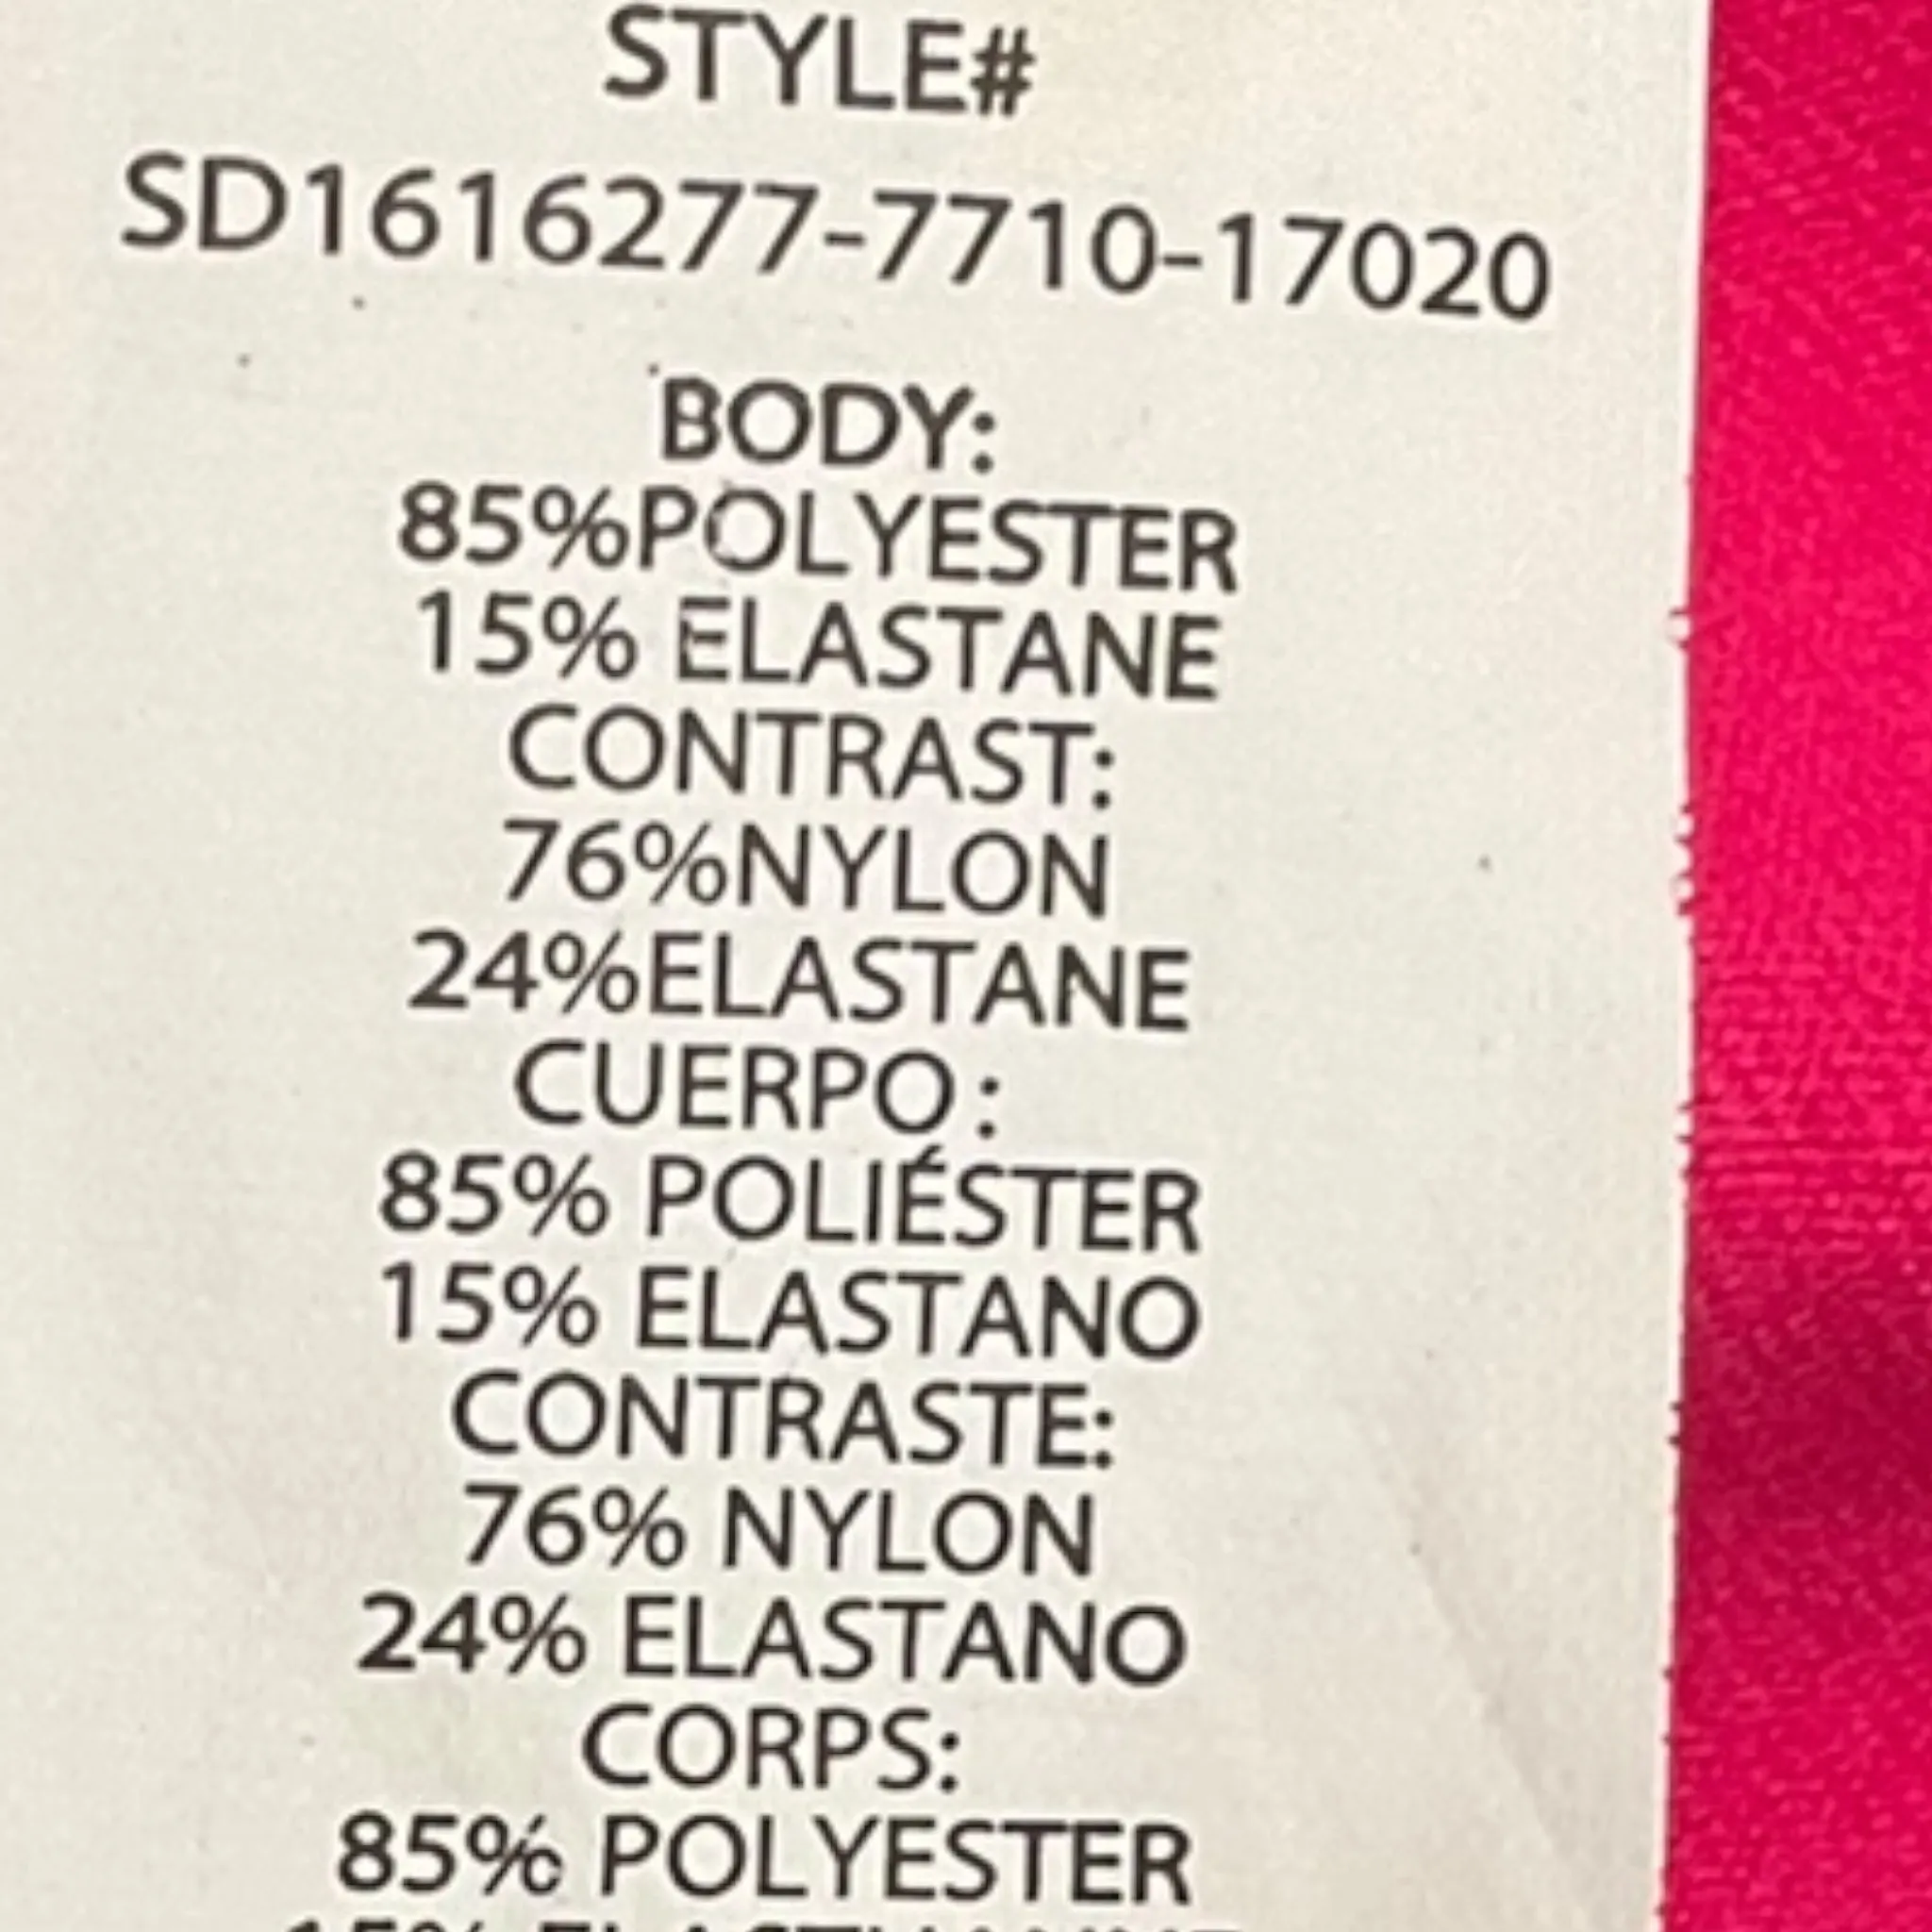 STYLE#
SD1616277-7710-17020
BODY:
85%POLYESTER
15% ELASTANE
CONTRAST:
76%NYLON
24%ELASTANE
CUERPO :
85% POLIÉSTER
15% ELASTANO
CONTRASTE:
76% NYLON
24% ELASTANO
CORPS:
85% POLYESTER